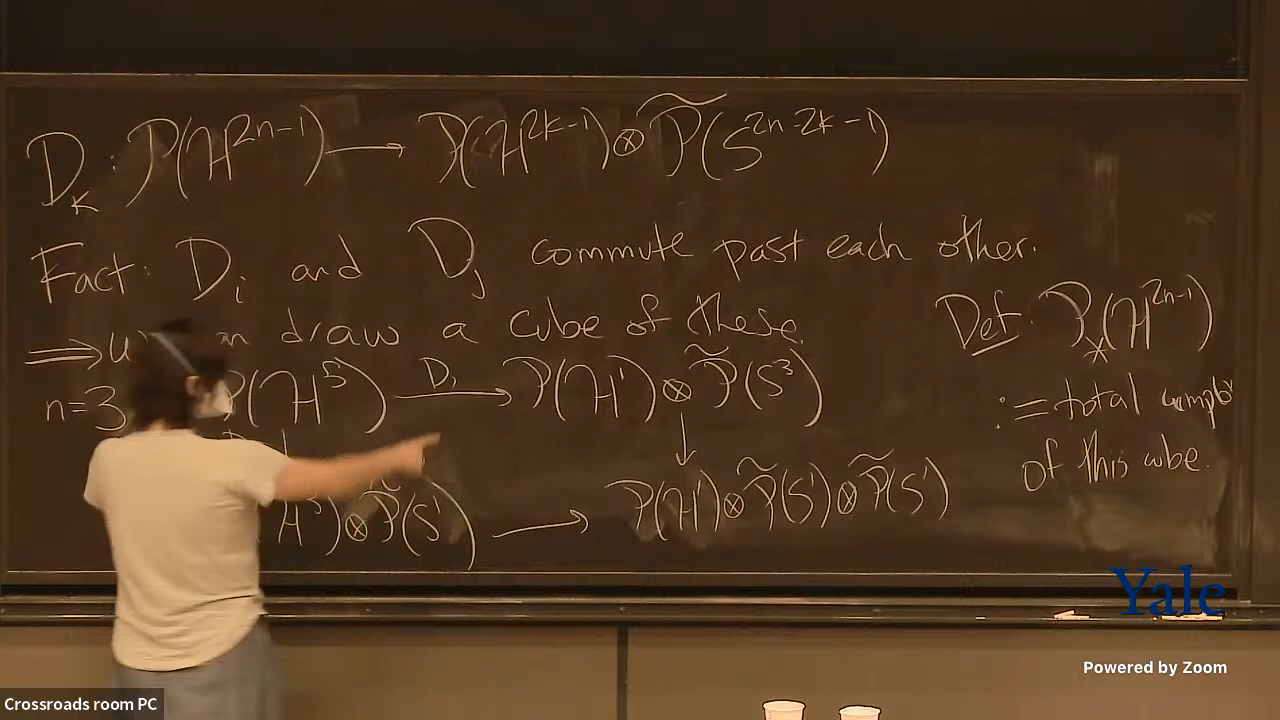 D_k : P(H^{2n-1}) → P(H^{2k-1}) ⊗ P̃(S^{2n-2k-1})
Fact: D_i and D_j commute past each other.
⟹ draw a cube of these.
n=3 P(H^5) —D_1→ P(H^1) ⊗ P̃(S^3)
↓
H^3) ⊗ P̃(S^1) → P(H^1) ⊗ P̃(S^1) ⊗ P̃(S^1)
Def: P_*(H^{2n-1})
:= total
of this cube.
Yale
Powered by Zoom
Crossroads room PC